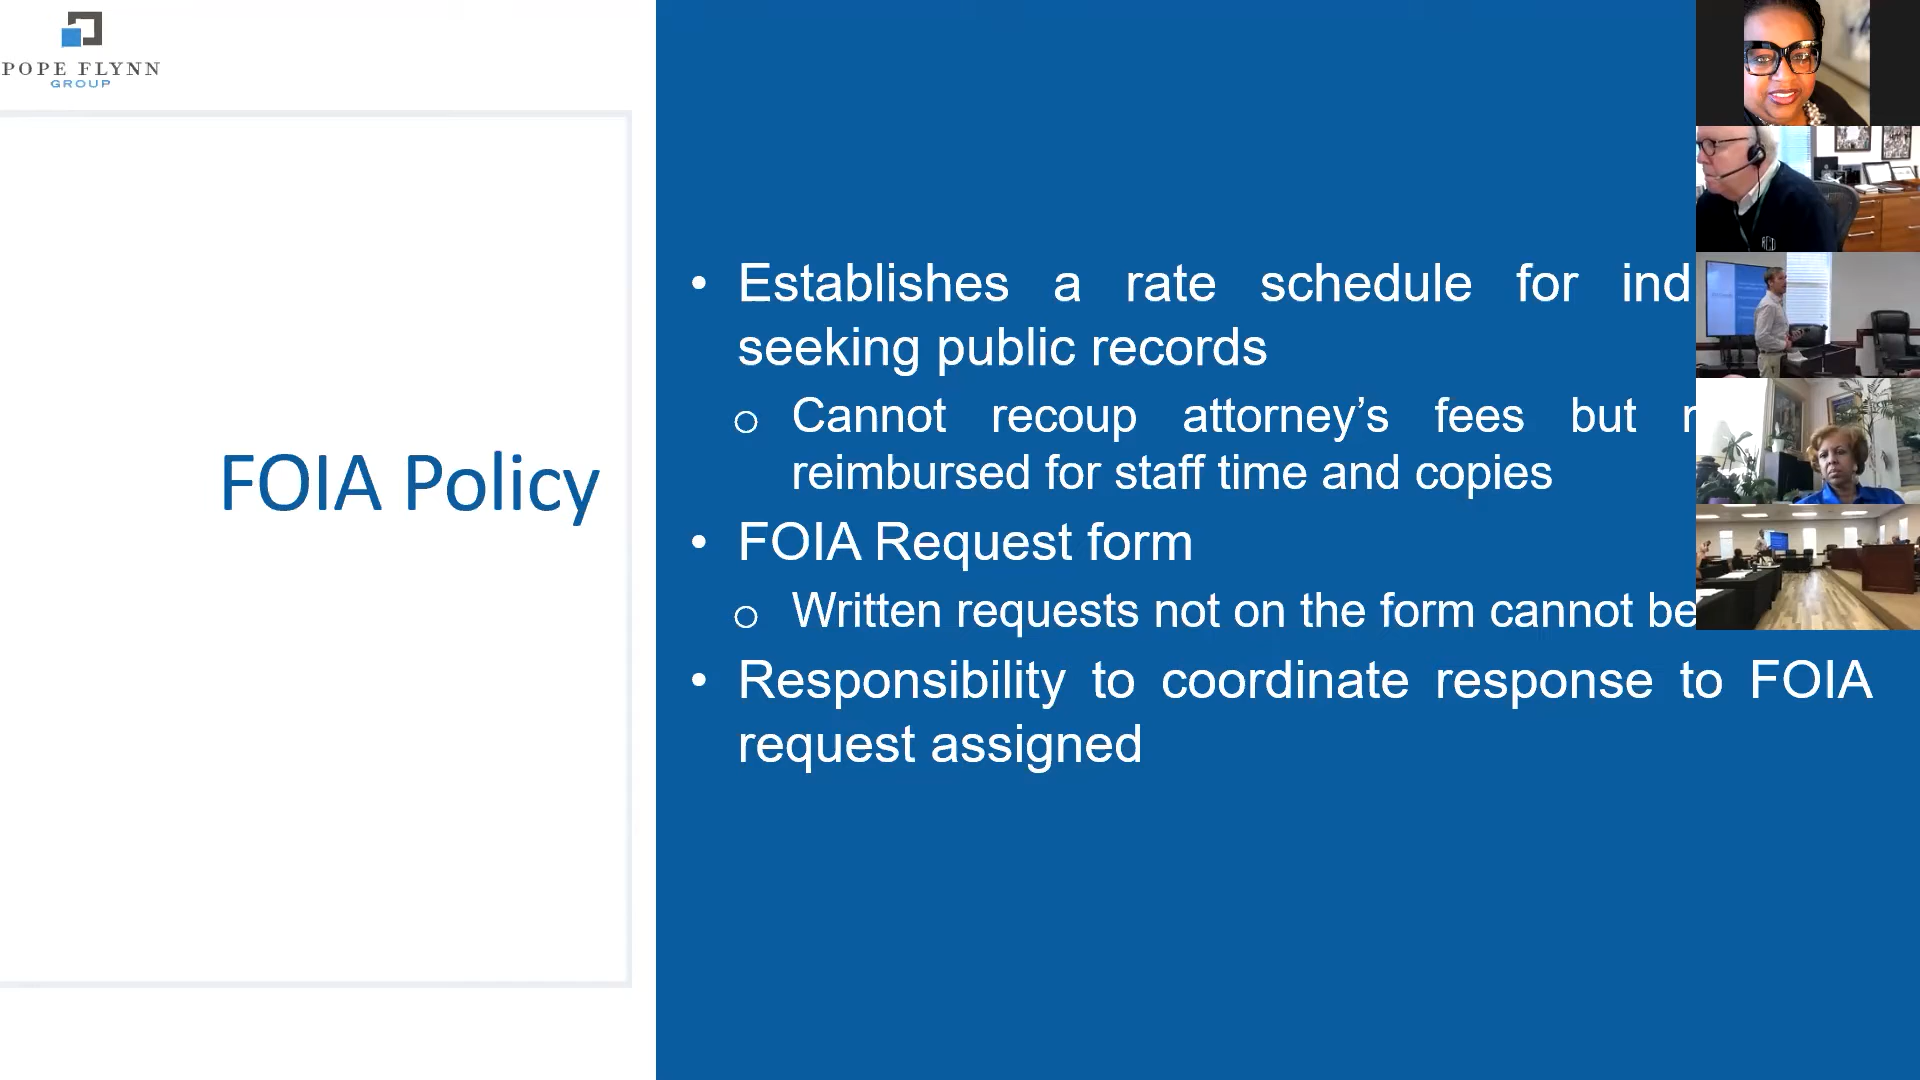 POPE FLYNN
GROUP
FOIA Policy
• Establishes a rate schedule for
seeking public records
o Cannot recoup attorney’s fees but
reimbursed for staff time and copies
• FOIA Request form
o Written requests not on the form cannot be
• Responsibility to coordinate response to FOIA
request assigned